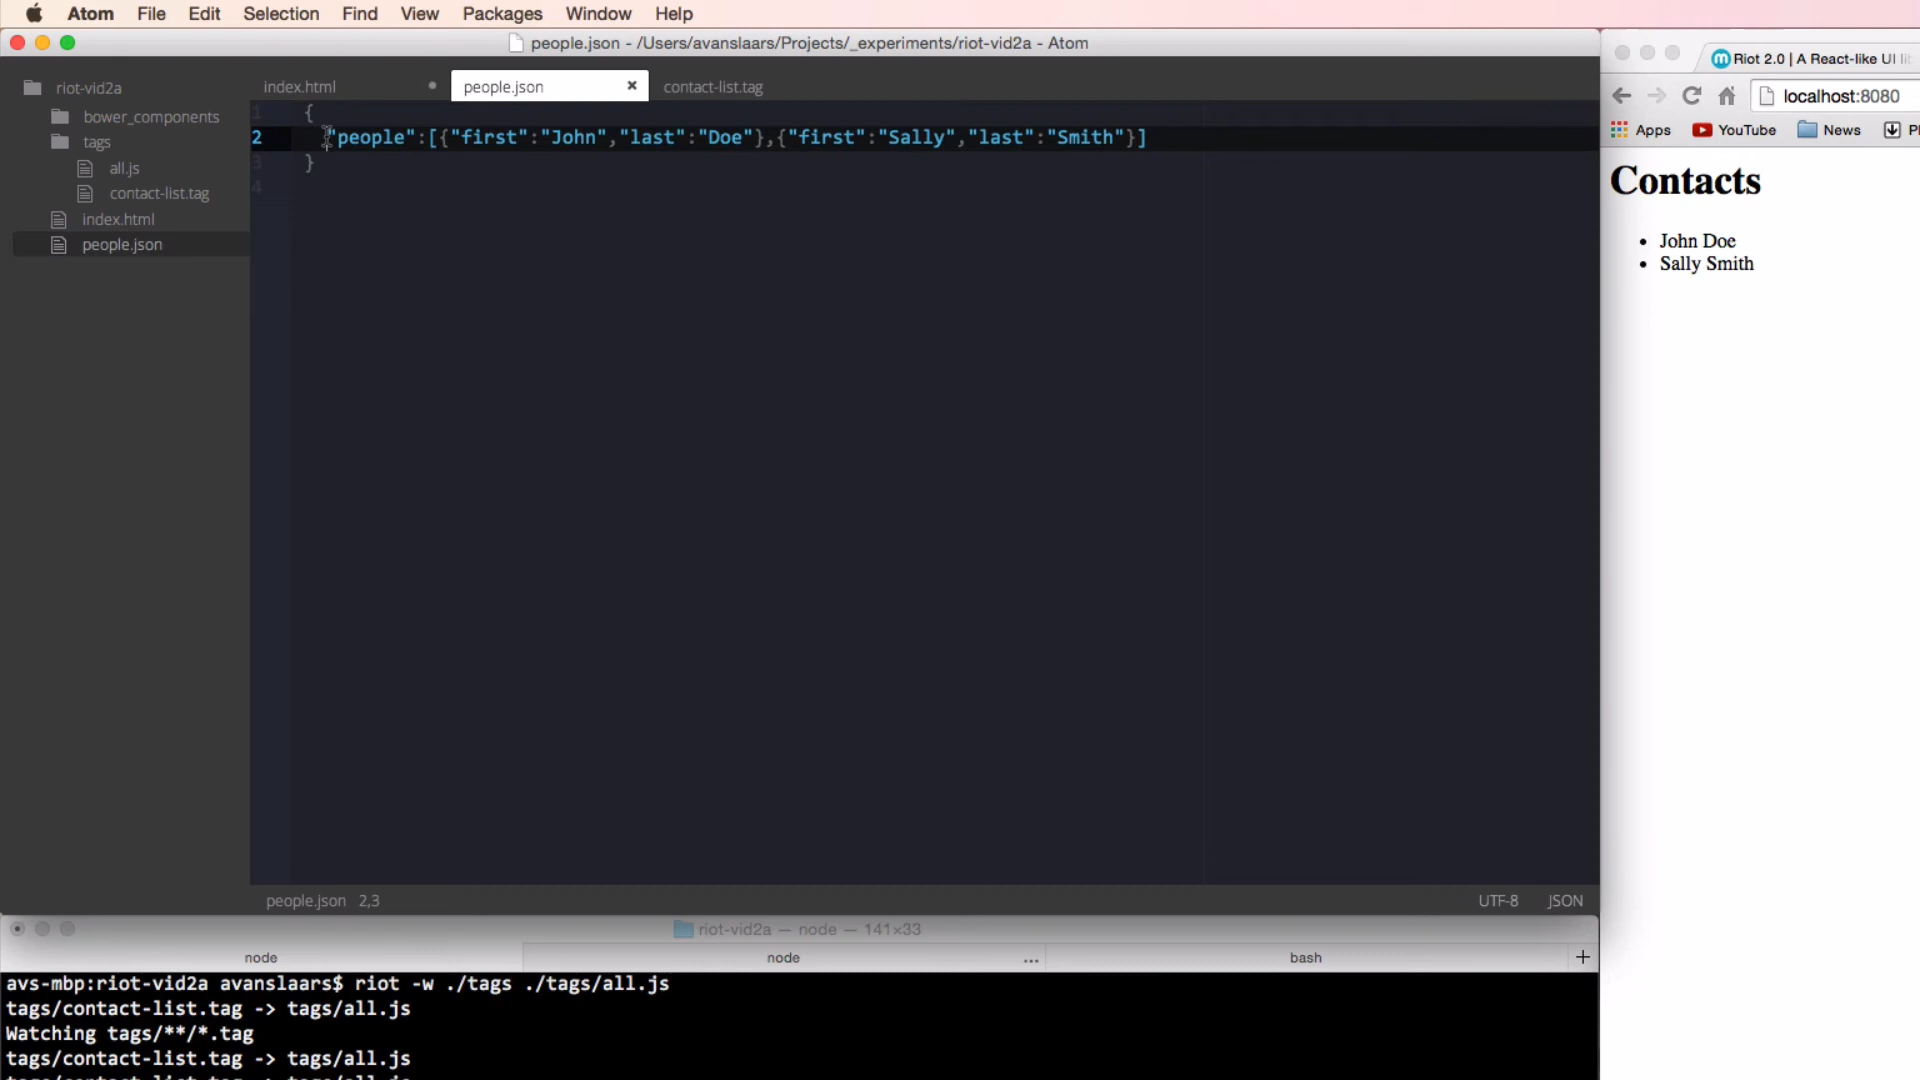 Atom File Edit Selection Find View Packages Window Help
people.json - /Users/avanslaars/Projects/_experiments/riot-vid2a - Atom
Riot 2.0 | A React-like UI li
riot-vid2a
index.html
people.json
contact-list.tag
localhost:8080
bower_components
tags
all.js
contact-list.tag
index.html
people.json
1 {
2 "people":[{"first":"John","last":"Doe"},{"first":"Sally","last":"Smith"}]
3 }
4
Apps YouTube News
Contacts
• John Doe
• Sally Smith
people.json 2,3
UTF-8 JSON
riot-vid2a — node — 141×33
node
node
...
bash
+
avs-mbp:riot-vid2a avanslaars$ riot -w ./tags ./tags/all.js
tags/contact-list.tag -> tags/all.js
Watching tags/**/*.tag
tags/contact-list.tag -> tags/all.js